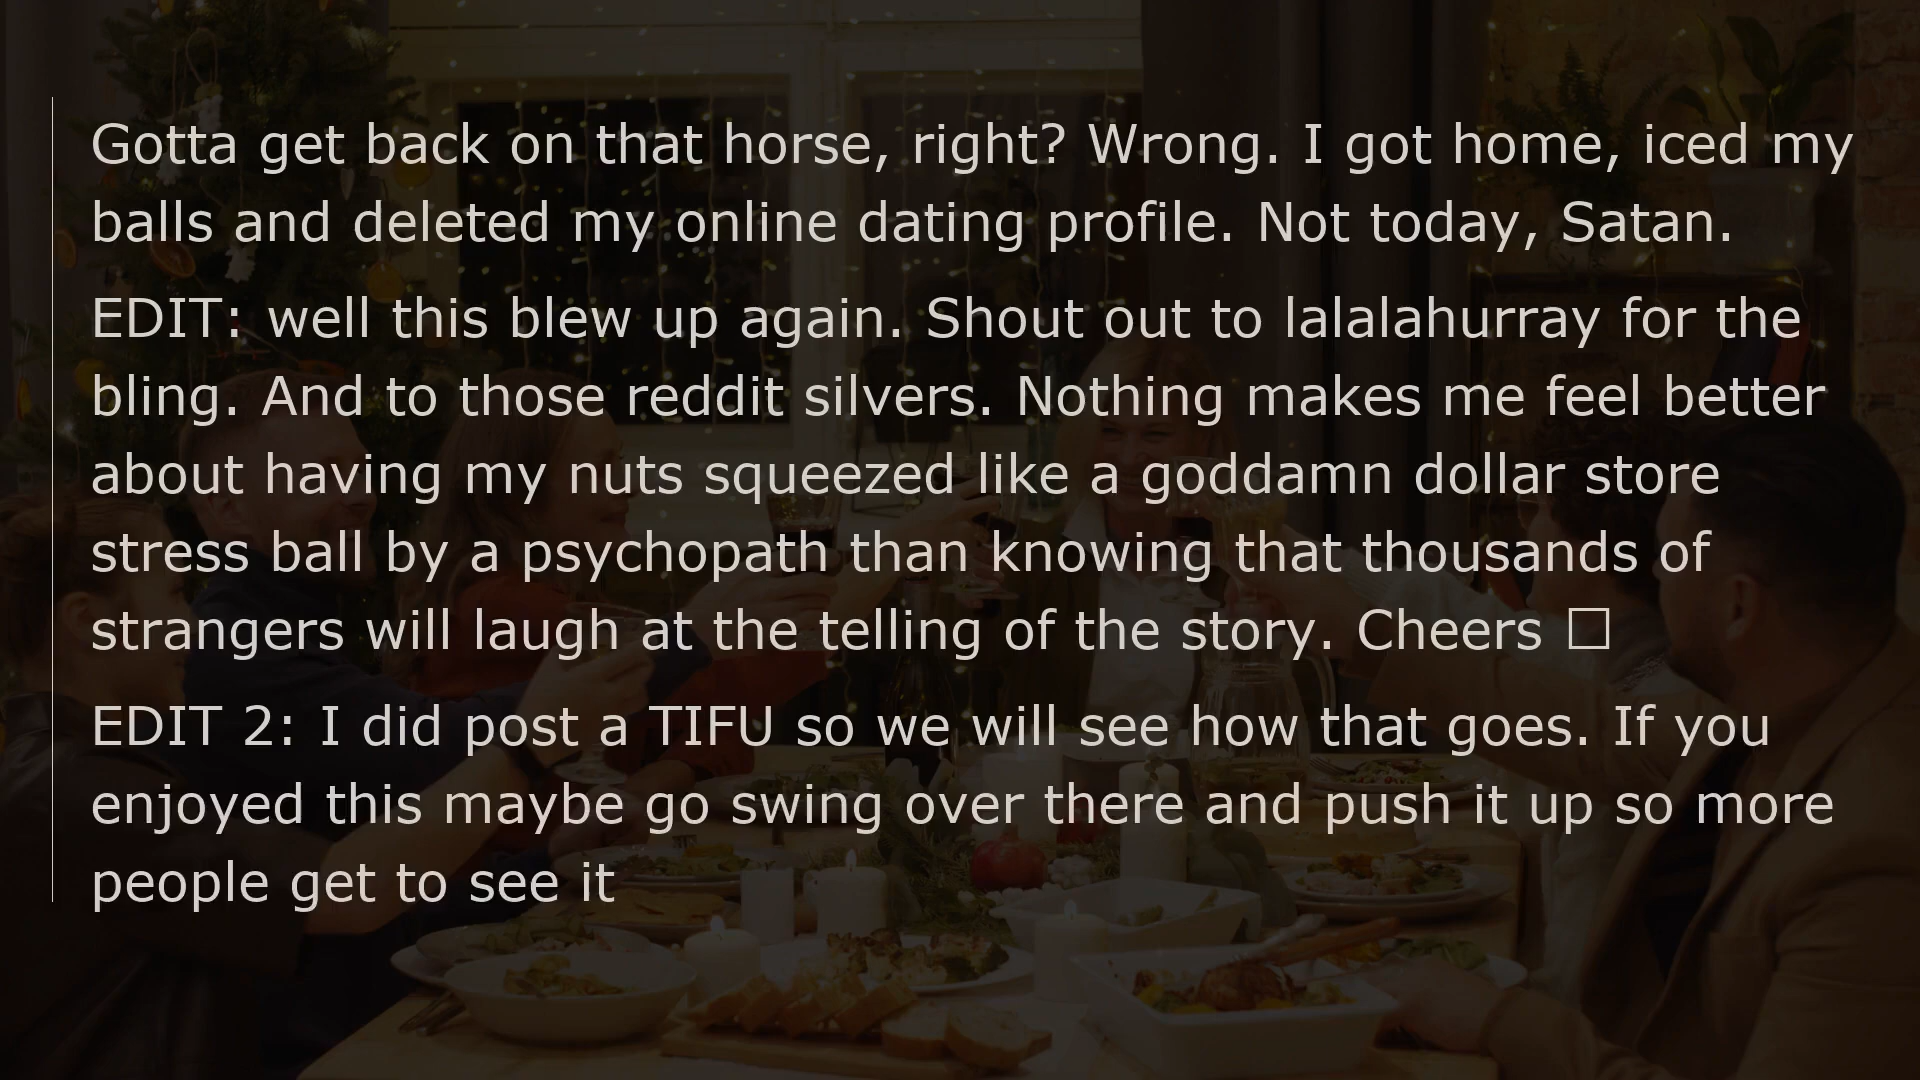 Gotta get back on that horse, right? Wrong. I got home, iced my
balls and deleted my online dating profile. Not today, Satan.
EDIT: well this blew up again. Shout out to lalalahurray for the
bling. And to those reddit silvers. Nothing makes me feel better
about having my nuts squeezed like a goddamn dollar store
stress ball by a psychopath than knowing that thousands of
strangers will laugh at the telling of the story. Cheers □
EDIT 2: I did post a TIFU so we will see how that goes. If you
enjoyed this maybe go swing over there and push it up so more
people get to see it